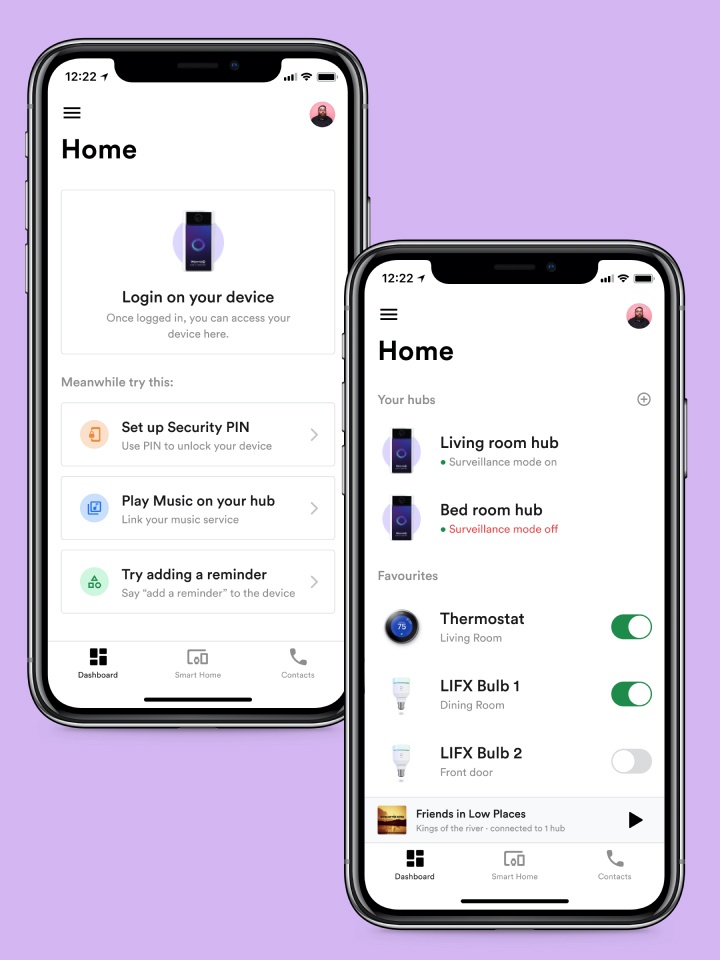 12:22
Home
Login on your device
Once logged in, you can access your
device here.
Meanwhile try this:
Set up Security PIN
Use PIN to unlock your device
Play Music on your hub
Link your music service
Try adding a reminder
Say “add a reminder” to the device
Dashboard
Smart Home
Contacts
12:22
Home
Your hubs
Living room hub
Surveillance mode on
Bed room hub
Surveillance mode off
Favourites
75
Thermostat
Living Room
LIFX Bulb 1
Dining Room
LIFX Bulb 2
Front door
Friends in Low Places
Kings of the river · connected to 1 hub
Dashboard
Smart Home
Contacts